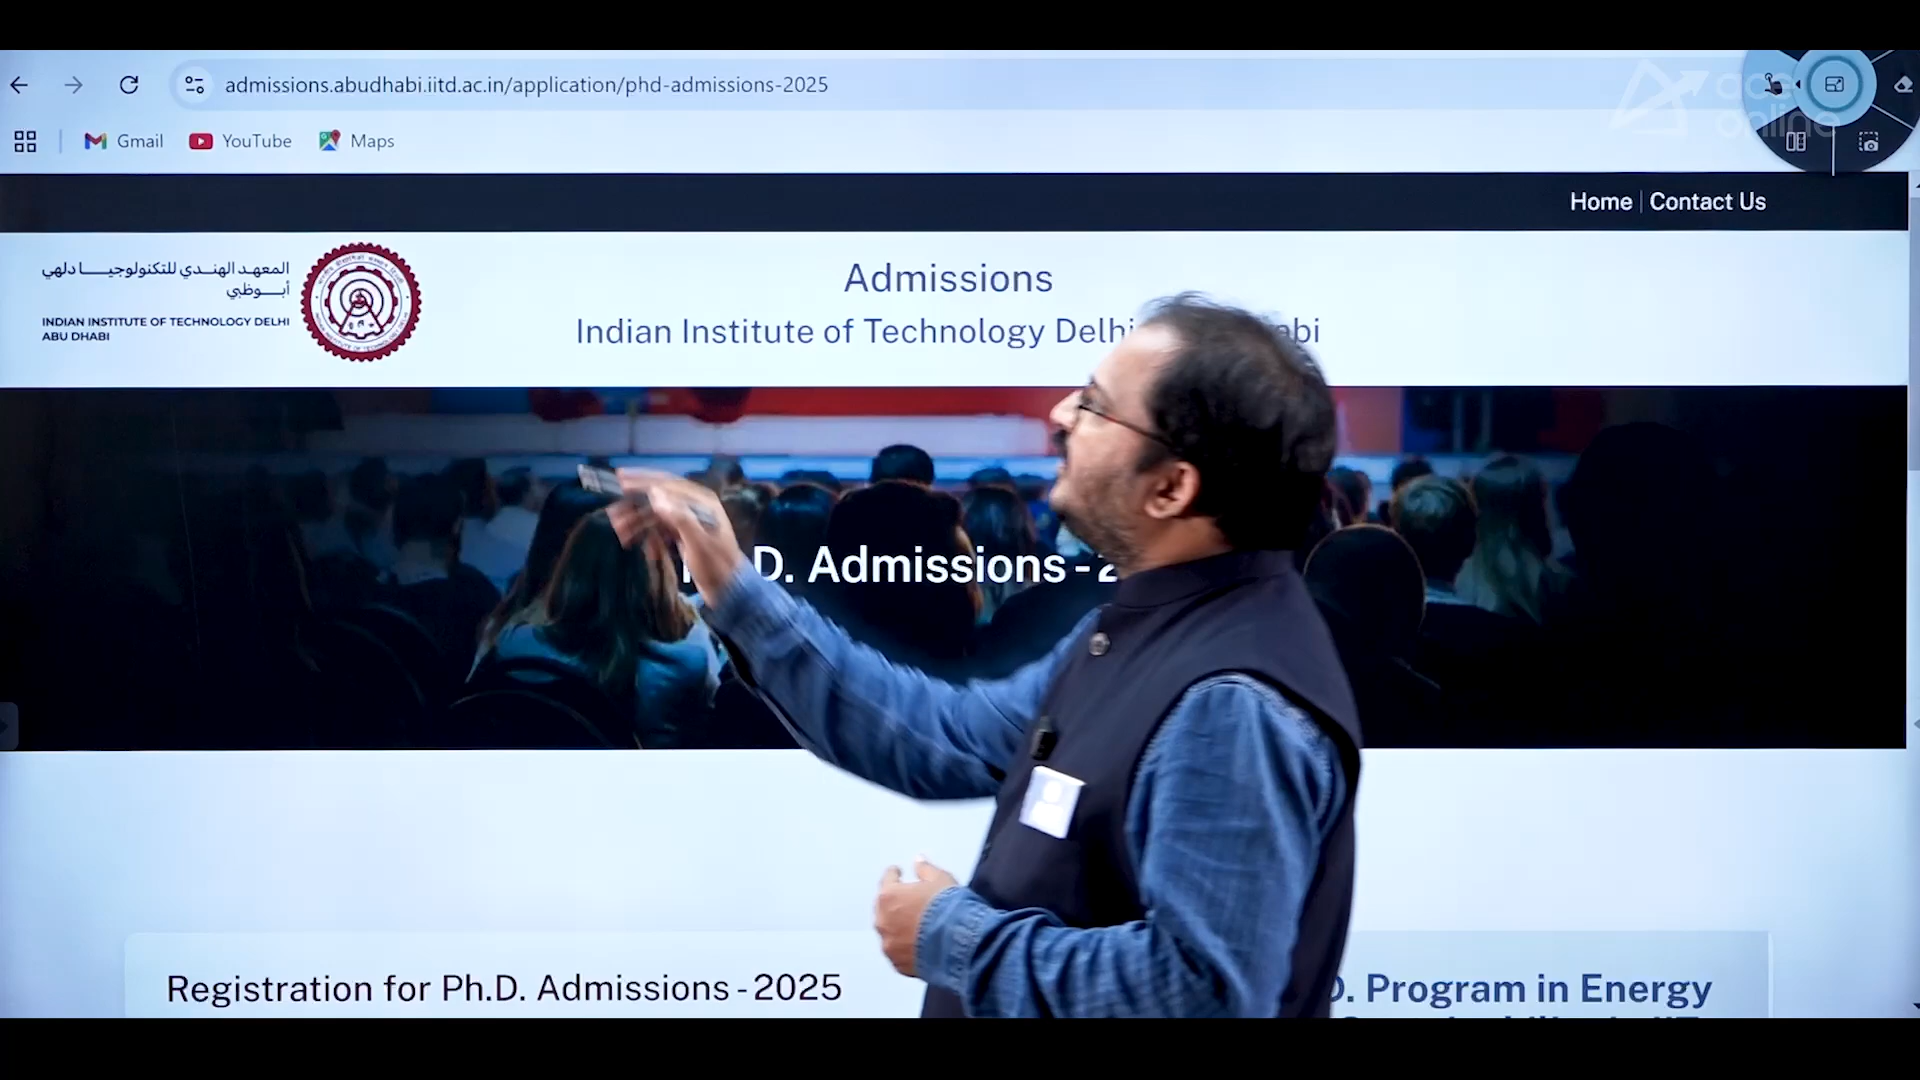 admissions.abudhabi.iitd.ac.in/application/phd-admissions-2025
ace
online
Gmail
YouTube
Maps
Home
Contact Us
المعهد الهندي للتكنولوجيا دلهي
أبوظبي
INDIAN INSTITUTE OF TECHNOLOGY DELHI
ABU DHABI
Admissions
Indian Institute of Technology
D. Admissions -
Registration for Ph.D. Admissions - 2025
Program in Energy